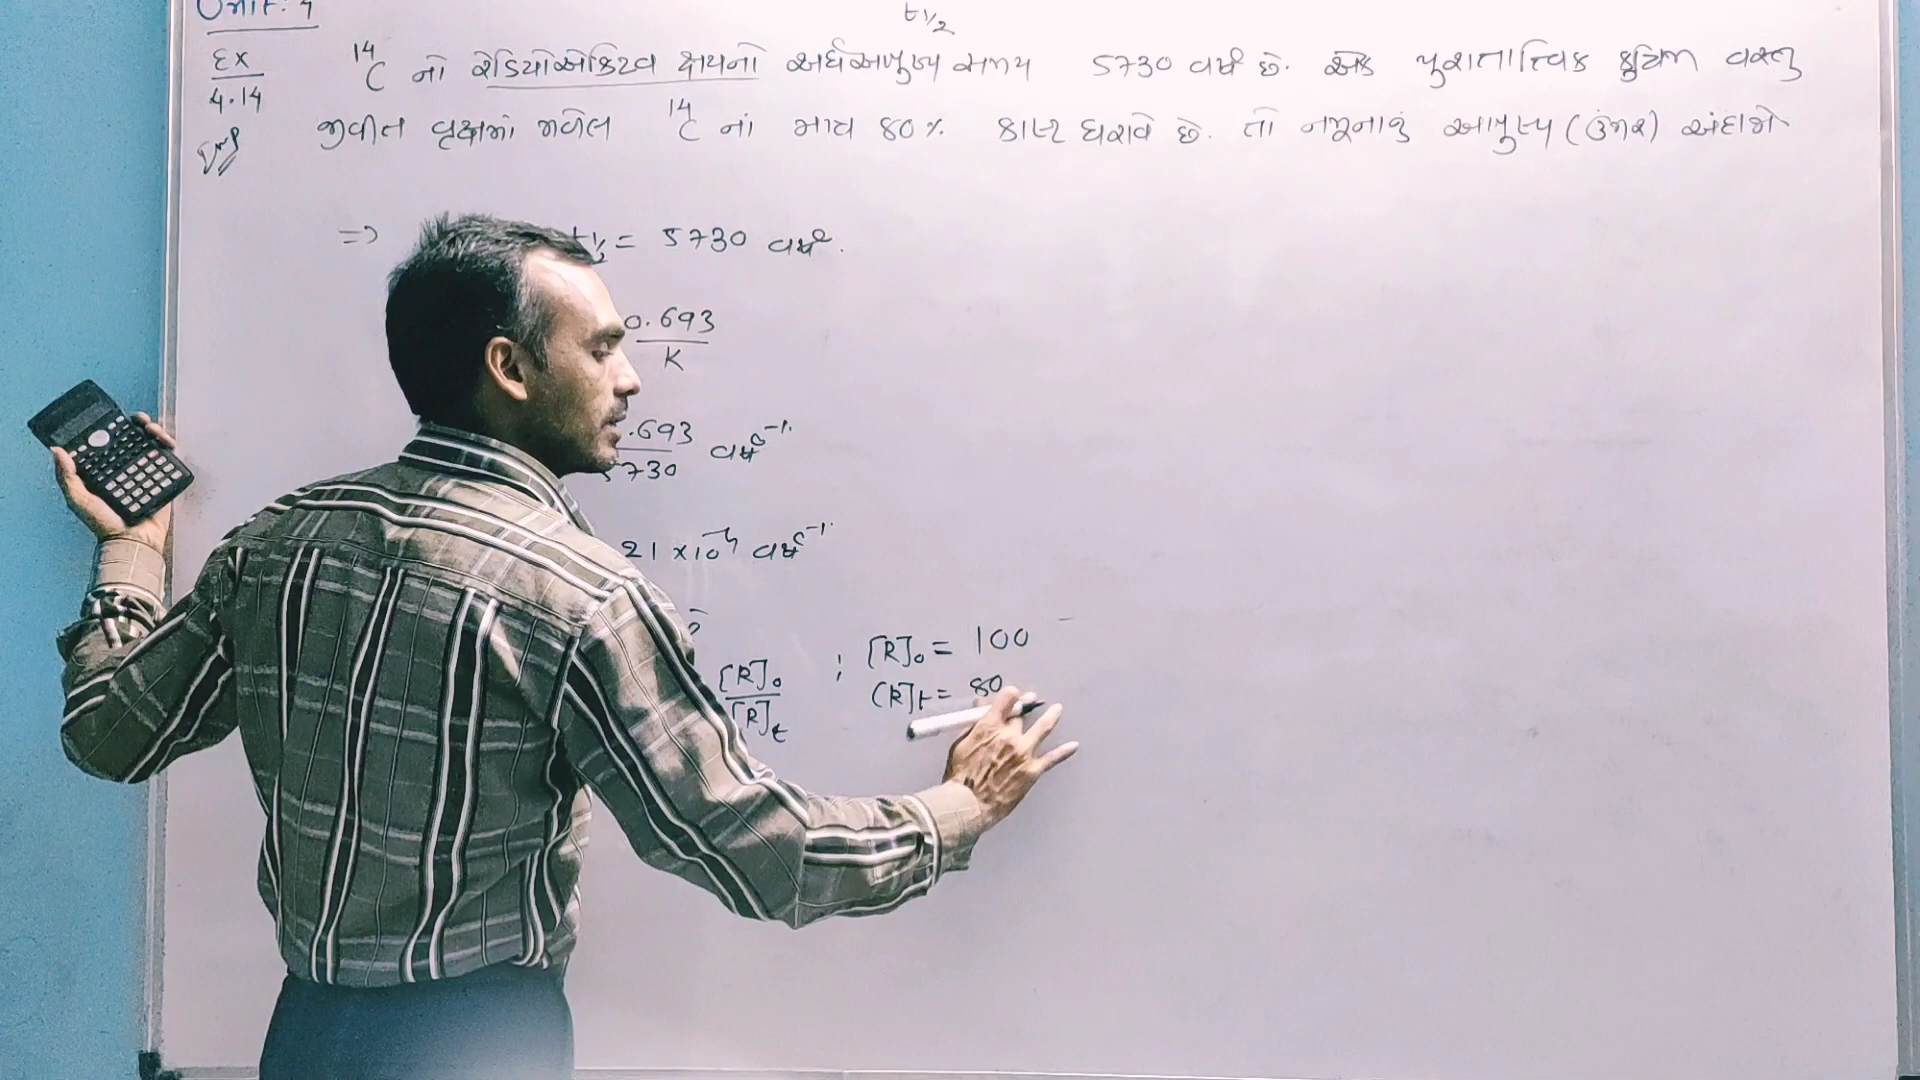 Unit: 4
t1/2
Ex 4.14
Imp
¹⁴C નો રેડિયોએક્ટિવ ક્ષયનો અર્ધઆયુષ્ય સમય 5730 વર્ષ છે. એક પુરાતાત્ત્વિક કૃત્રિમ વસ્તુ
જીવીત વૃક્ષમાં મળેલ ¹⁴C નાં માત્ર 80 % કાષ્ટ ધરાવે છે. તો નમૂનાનું આયુષ્ય (ઉંમર) અંદાજો
=> t½ = 5730 વર્ષ.
0.693
K
.693 વર્ષ⁻¹.
5730
21 ×10⁻⁴ વર્ષ⁻¹.
[R]₀ ; [R]₀ = 100
[R]t [R]t = 80